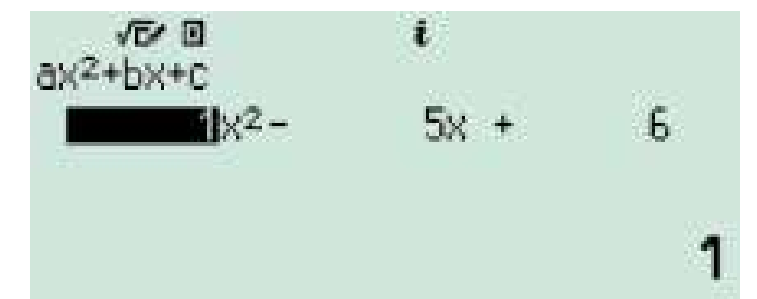 √▱/ D i
ax²+bx+c
1x²- 5x + 6
1